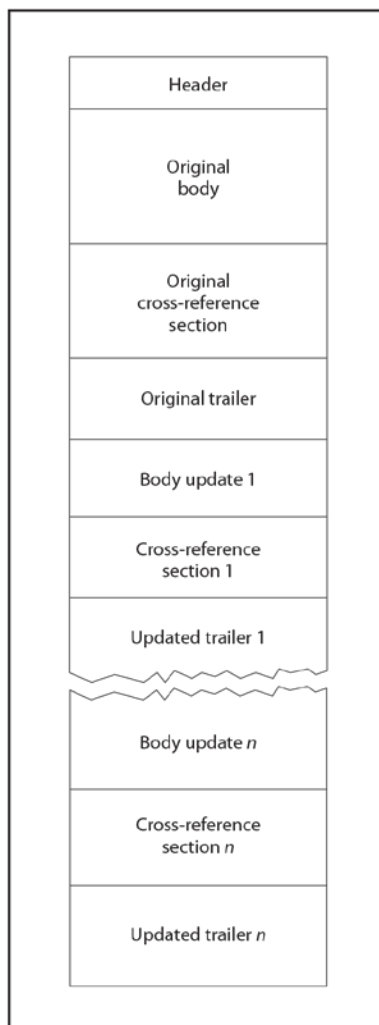 Header
Original
body
Original
cross-reference
section
Original trailer
Body update 1
Cross-reference
section 1
Updated trailer 1
Body update n
Cross-reference
section n
Updated trailer n